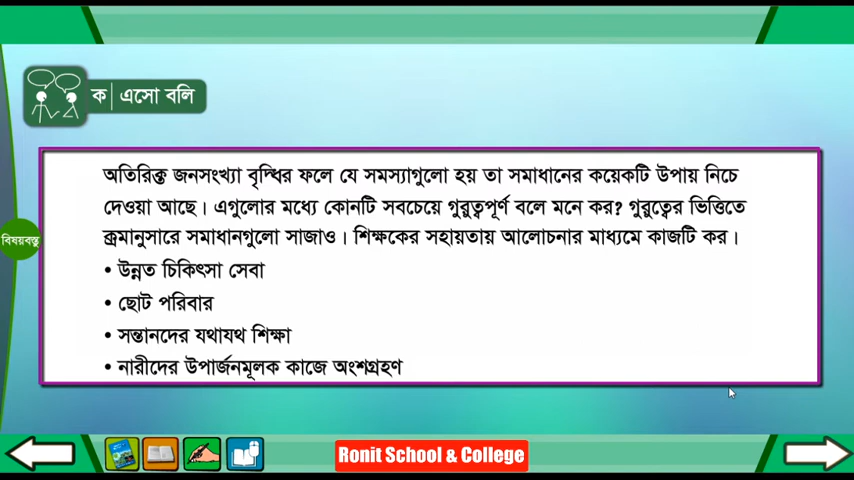 ক| এসো বলি
অতিরিক্ত জনসংখ্যা বৃদ্ধির ফলে যে সমস্যাগুলো হয় তা সমাধানের কয়েকটি উপায় নিচে
দেওয়া আছে। এগুলোর মধ্যে কোনটি সবচেয়ে গুরুত্বপূর্ণ বলে মনে কর? গুরুত্বের ভিত্তিতে
ক্রমানুসারে সমাধানগুলো সাজাও। শিক্ষকের সহায়তায় আলোচনার মাধ্যমে কাজটি কর।
• উন্নত চিকিৎসা সেবা
• ছোট পরিবার
• সন্তানদের যথাযথ শিক্ষা
• নারীদের উপার্জনমূলক কাজে অংশগ্রহণ
বিষয়বস্তু
Ronit School & College